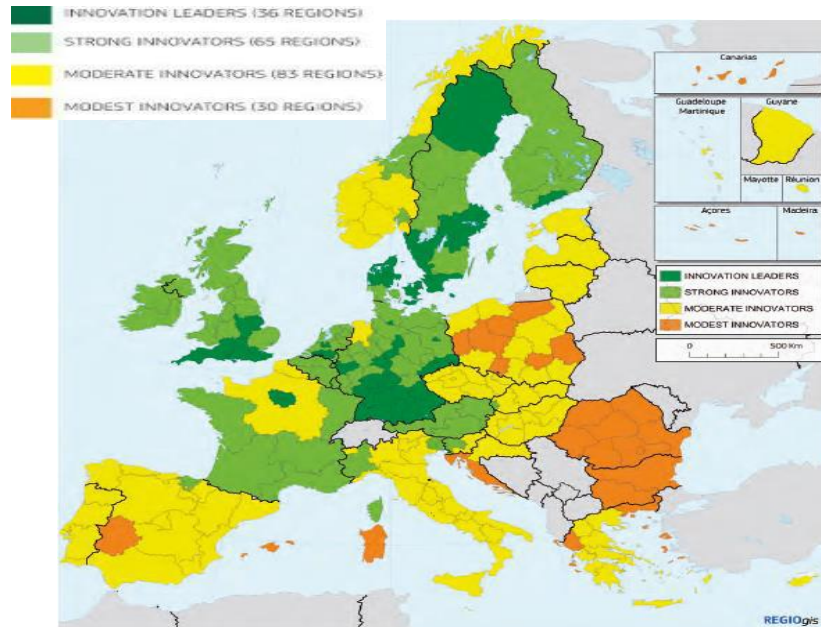 INNOVATION LEADERS (36 REGIONS)
STRONG INNOVATORS (65 REGIONS)
MODERATE INNOVATORS (83 REGIONS)
MODEST INNOVATORS (30 REGIONS)
Canarias
Guadeloupe
Martinique
Guyane
Mayotte
Réunion
Açores
Madeira
INNOVATION LEADERS
STRONG INNOVATORS
MODERATE INNOVATORS
MODEST INNOVATORS
0 500 Km
REGIOgis